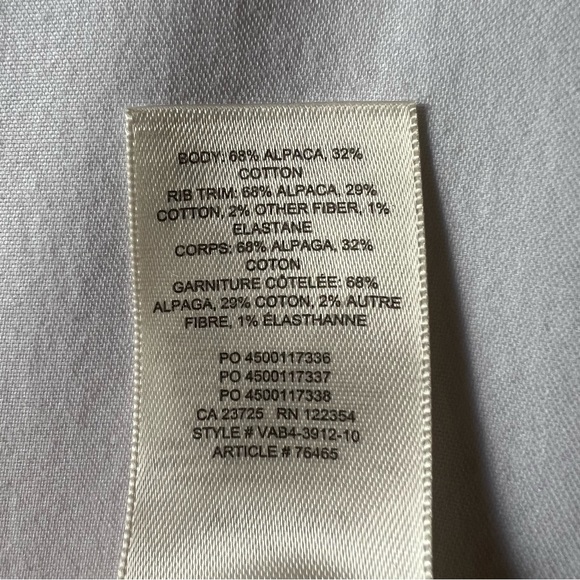 BODY: 68% ALPACA, 32%
COTTON
RIB TRIM: 68% ALPACA, 29%
COTTON, 2% OTHER FIBER, 1%
ELASTANE
CORPS: 68% ALPAGA, 32%
COTON
GARNITURE CÔTELÉE: 68%
ALPAGA, 29% COTON, 2% AUTRE
FIBRE, 1% ÉLASTHANNE
PO 4500117336
PO 4500117337
PO 4500117338
CA 23725 RN 122354
STYLE # VAB4-3912-10
ARTICLE # 76465